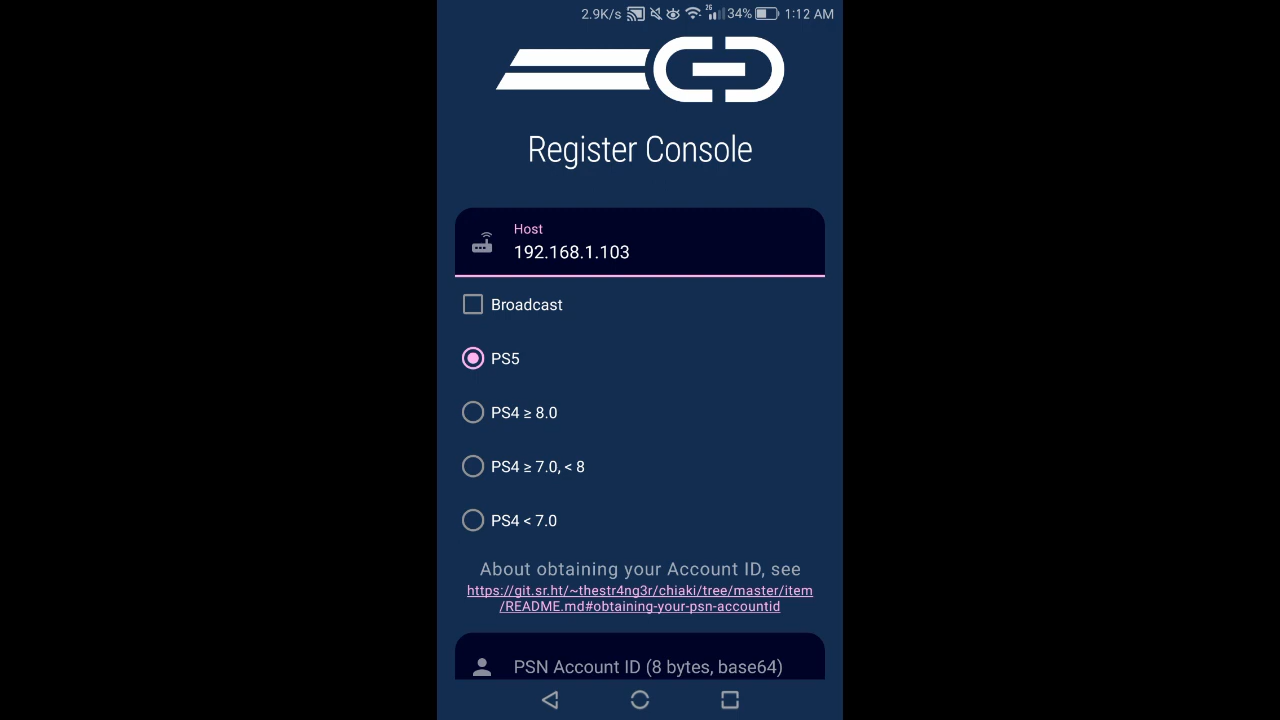 2.9K/s 2G 34% 1:12 AM
Register Console
Host
192.168.1.103
Broadcast
PS5
PS4 ≥ 8.0
PS4 ≥ 7.0, < 8
PS4 < 7.0
About obtaining your Account ID, see
https://git.sr.ht/~thestr4ng3r/chiaki/tree/master/item
/README.md#obtaining-your-psn-accountid
PSN Account ID (8 bytes, base64)